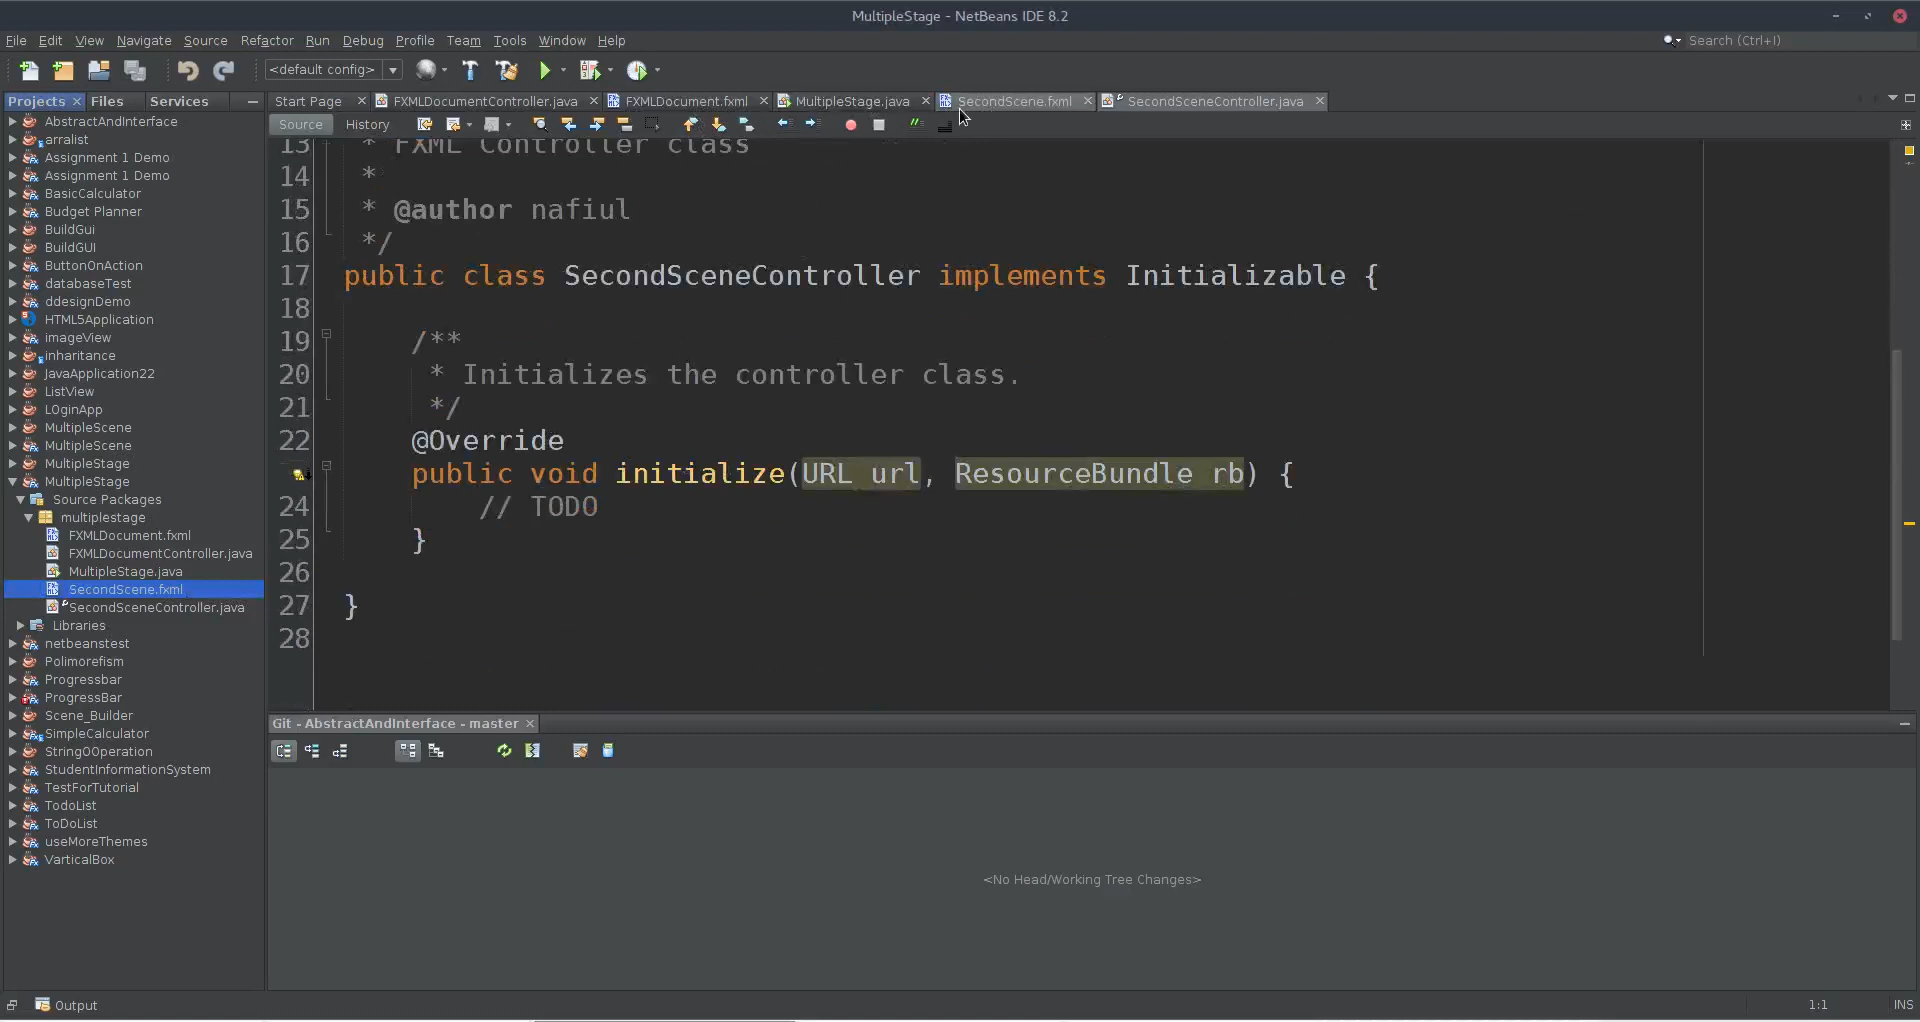 MultipleStage - NetBeans IDE 8.2
File Edit View Navigate Source Refactor Run Debug Profile Team Tools Window Help
Search (Ctrl+I)
<default config>
Projects Files Services
Start Page FXMLDocumentController.java FXMLDocument.fxml MultipleStage.java SecondScene.fxml SecondSceneController.java
Source History
AbstractAndInterface
arralist
Assignment 1 Demo
Assignment 1 Demo
BasicCalculator
Budget Planner
BuildGui
BuildGUI
ButtonOnAction
databaseTest
ddesignDemo
HTML5Application
imageView
inharitance
JavaApplication22
ListView
LOginApp
MultipleScene
MultipleScene
MultipleStage
MultipleStage
Source Packages
multiplestage
FXMLDocument.fxml
FXMLDocumentController.java
MultipleStage.java
SecondScene.fxml
SecondSceneController.java
Libraries
netbeanstest
Polimorefism
Progressbar
ProgressBar
Scene_Builder
SimpleCalculator
StringOOperation
StudentInformationSystem
TestForTutorial
TodoList
ToDoList
useMoreThemes
VarticalBox
13 * FXML Controller class
14 *
15 * @author nafiul
16 */
17 public class SecondSceneController implements Initializable {
18
19 /**
20 * Initializes the controller class.
21 */
22 @Override
public void initialize(URL url, ResourceBundle rb) {
24 // TODO
25 }
26
27 }
28
Git - AbstractAndInterface - master
<No Head/Working Tree Changes>
Output
1:1 INS